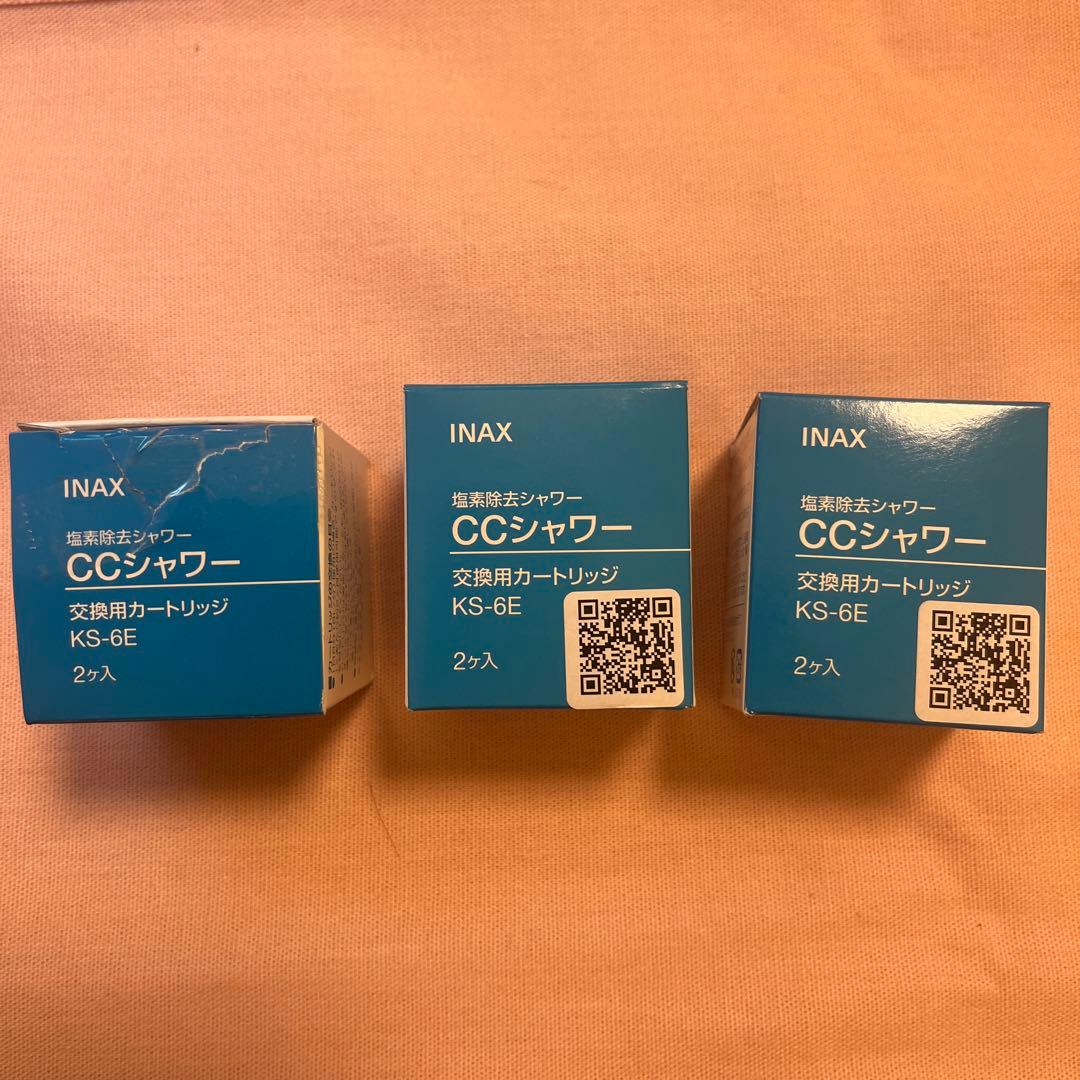 INAX
塩素除去シャワー
CCシャワー
交換用カートリッジ
KS-6E
2ヶ入
INAX
塩素除去シャワー
CCシャワー
交換用カートリッジ
KS-6E
2ヶ入
INAX
塩素除去シャワー
CCシャワー
交換用カートリッジ
KS-6E
2ヶ入